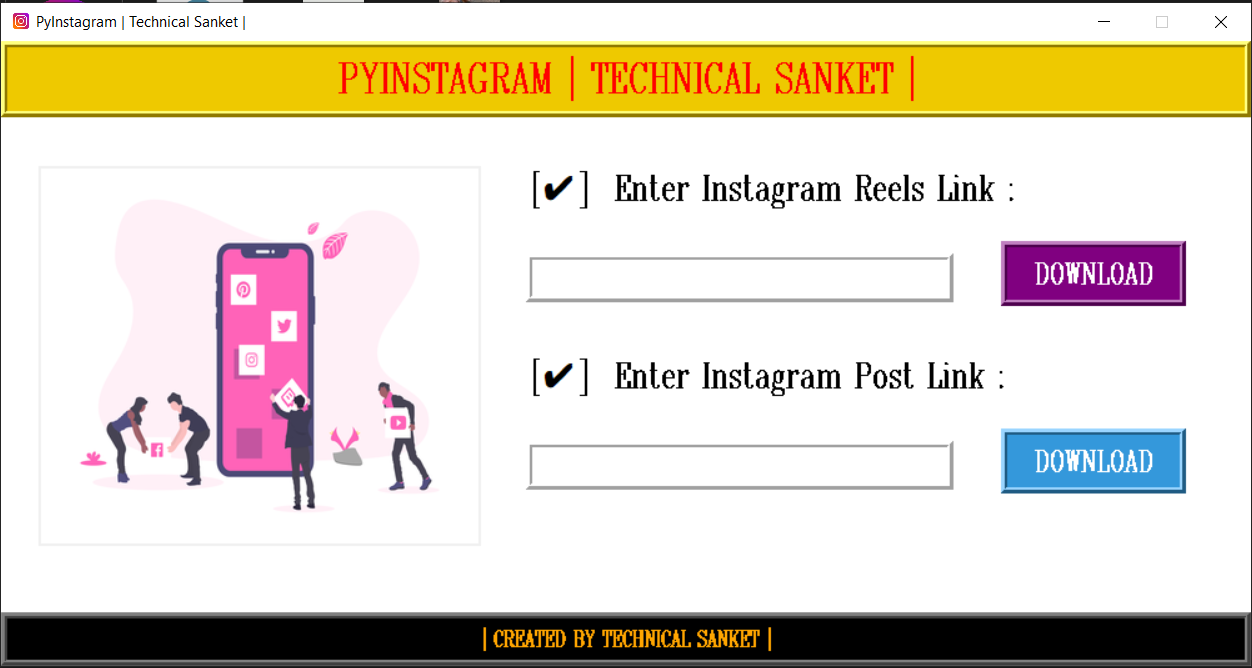 PyInstagram | Technical Sanket |
PYINSTAGRAM | TECHNICAL SANKET |
[✔] Enter Instagram Reels Link :
DOWNLOAD
[✔] Enter Instagram Post Link :
DOWNLOAD
| CREATED BY TECHNICAL SANKET |